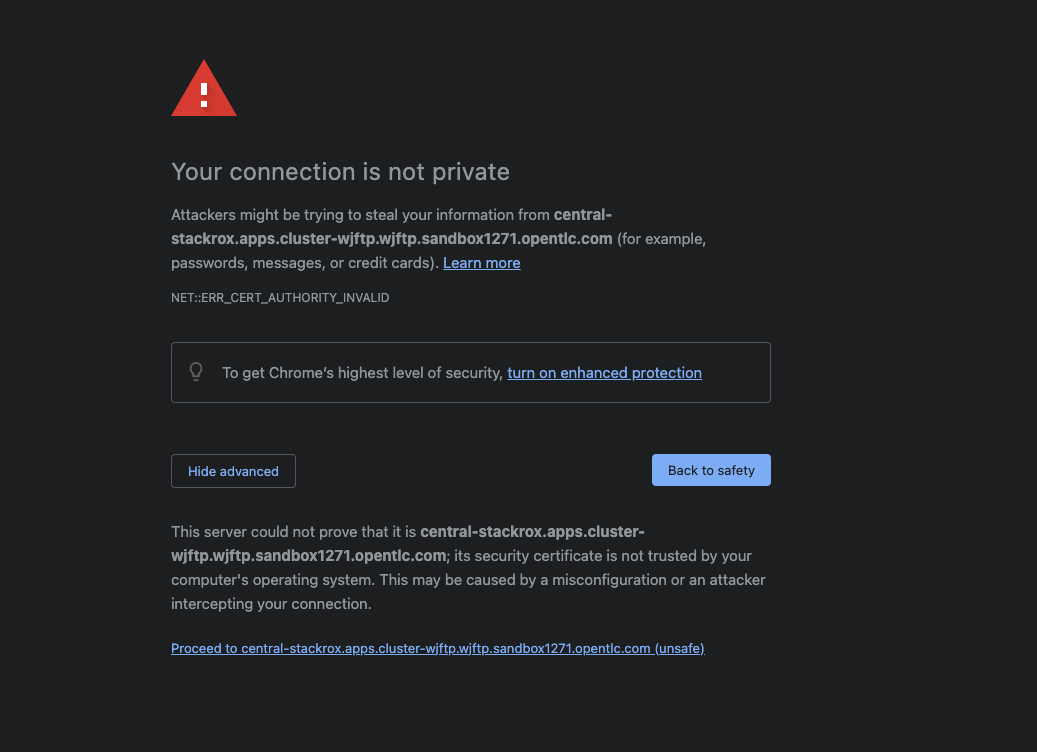 Your connection is not private
Attackers might be trying to steal your information from central-
stackrox.apps.cluster-wjftp.wjftp.sandbox1271.opentlc.com (for example,
passwords, messages, or credit cards). Learn more
NET::ERR_CERT_AUTHORITY_INVALID
To get Chrome’s highest level of security, turn on enhanced protection
Hide advanced
Back to safety
This server could not prove that it is central-stackrox.apps.cluster-
wjftp.wjftp.sandbox1271.opentlc.com; its security certificate is not trusted by your
computer's operating system. This may be caused by a misconfiguration or an attacker
intercepting your connection.
Proceed to central-stackrox.apps.cluster-wjftp.wjftp.sandbox1271.opentlc.com (unsafe)